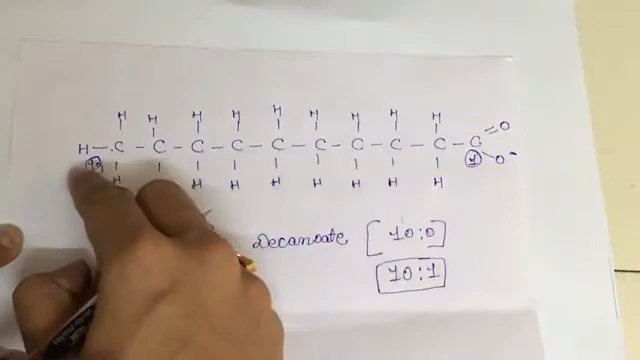 H H H H H H H H H
H - C - C - C - C - C - C - C - C - C - C = O
10 1 O⁻
H H H H H H H H
Decanoate [10:0]
10:1